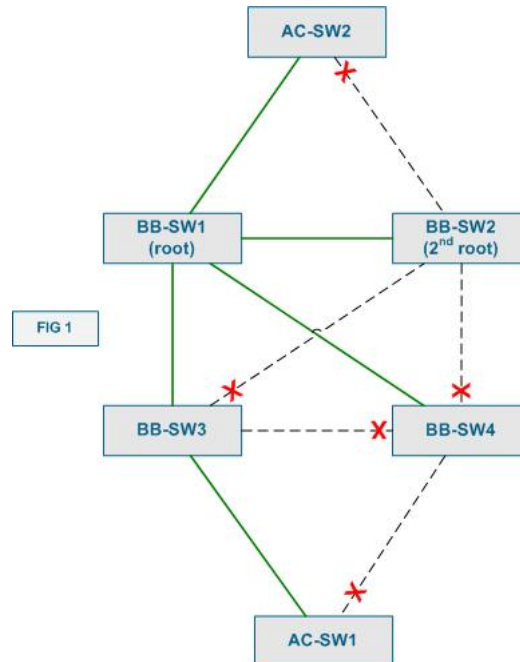 AC-SW2
BB-SW1
(root)
BB-SW2
(2nd root)
FIG 1
BB-SW3
BB-SW4
AC-SW1